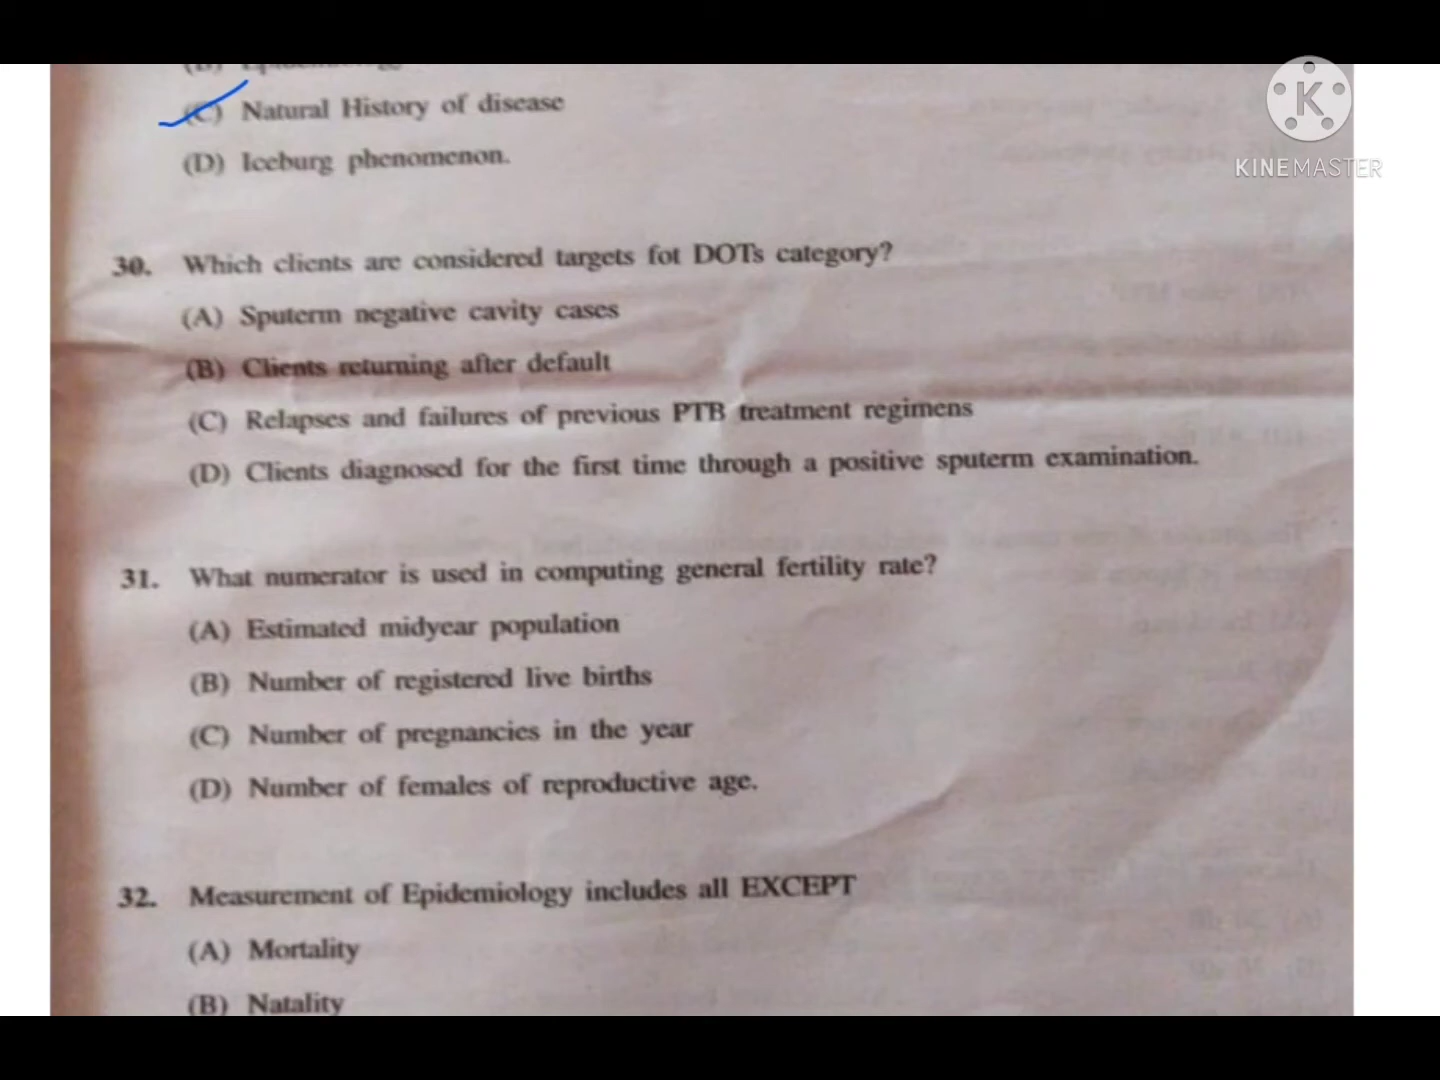 (B) Epidemiology
(C) Natural History of disease
(D) Iceburg phenomenon.
30. Which clients are considered targets fot DOTs category?
(A) Sputerm negative cavity cases
(B) Clients returning after default
(C) Relapses and failures of previous PTB treatment regimens
(D) Clients diagnosed for the first time through a positive sputerm examination.
31. What numerator is used in computing general fertility rate?
(A) Estimated midyear population
(B) Number of registered live births
(C) Number of pregnancies in the year
(D) Number of females of reproductive age.
32. Measurement of Epidemiology includes all EXCEPT
(A) Mortality
(B) Natality
K
KINEMASTER